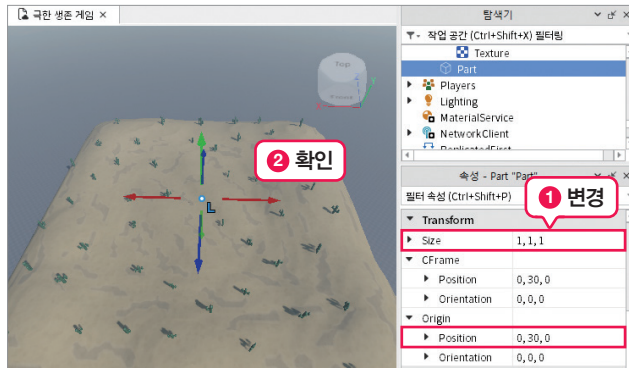 극한 생존 게임 ×
탐색기
작업 공간 (Ctrl+Shift+X) 필터링
Texture
Part
Players
Lighting
MaterialService
NetworkClient
ReplicatedFirst
Top
② 확인
속성 - Part "Part"
필터 속성 (Ctrl+Shift+P)
① 변경
Transform
Size 1,1,1
CFrame
Position 0,30,0
Orientation 0,0,0
Origin
Position 0,30,0
Orientation 0,0,0
L